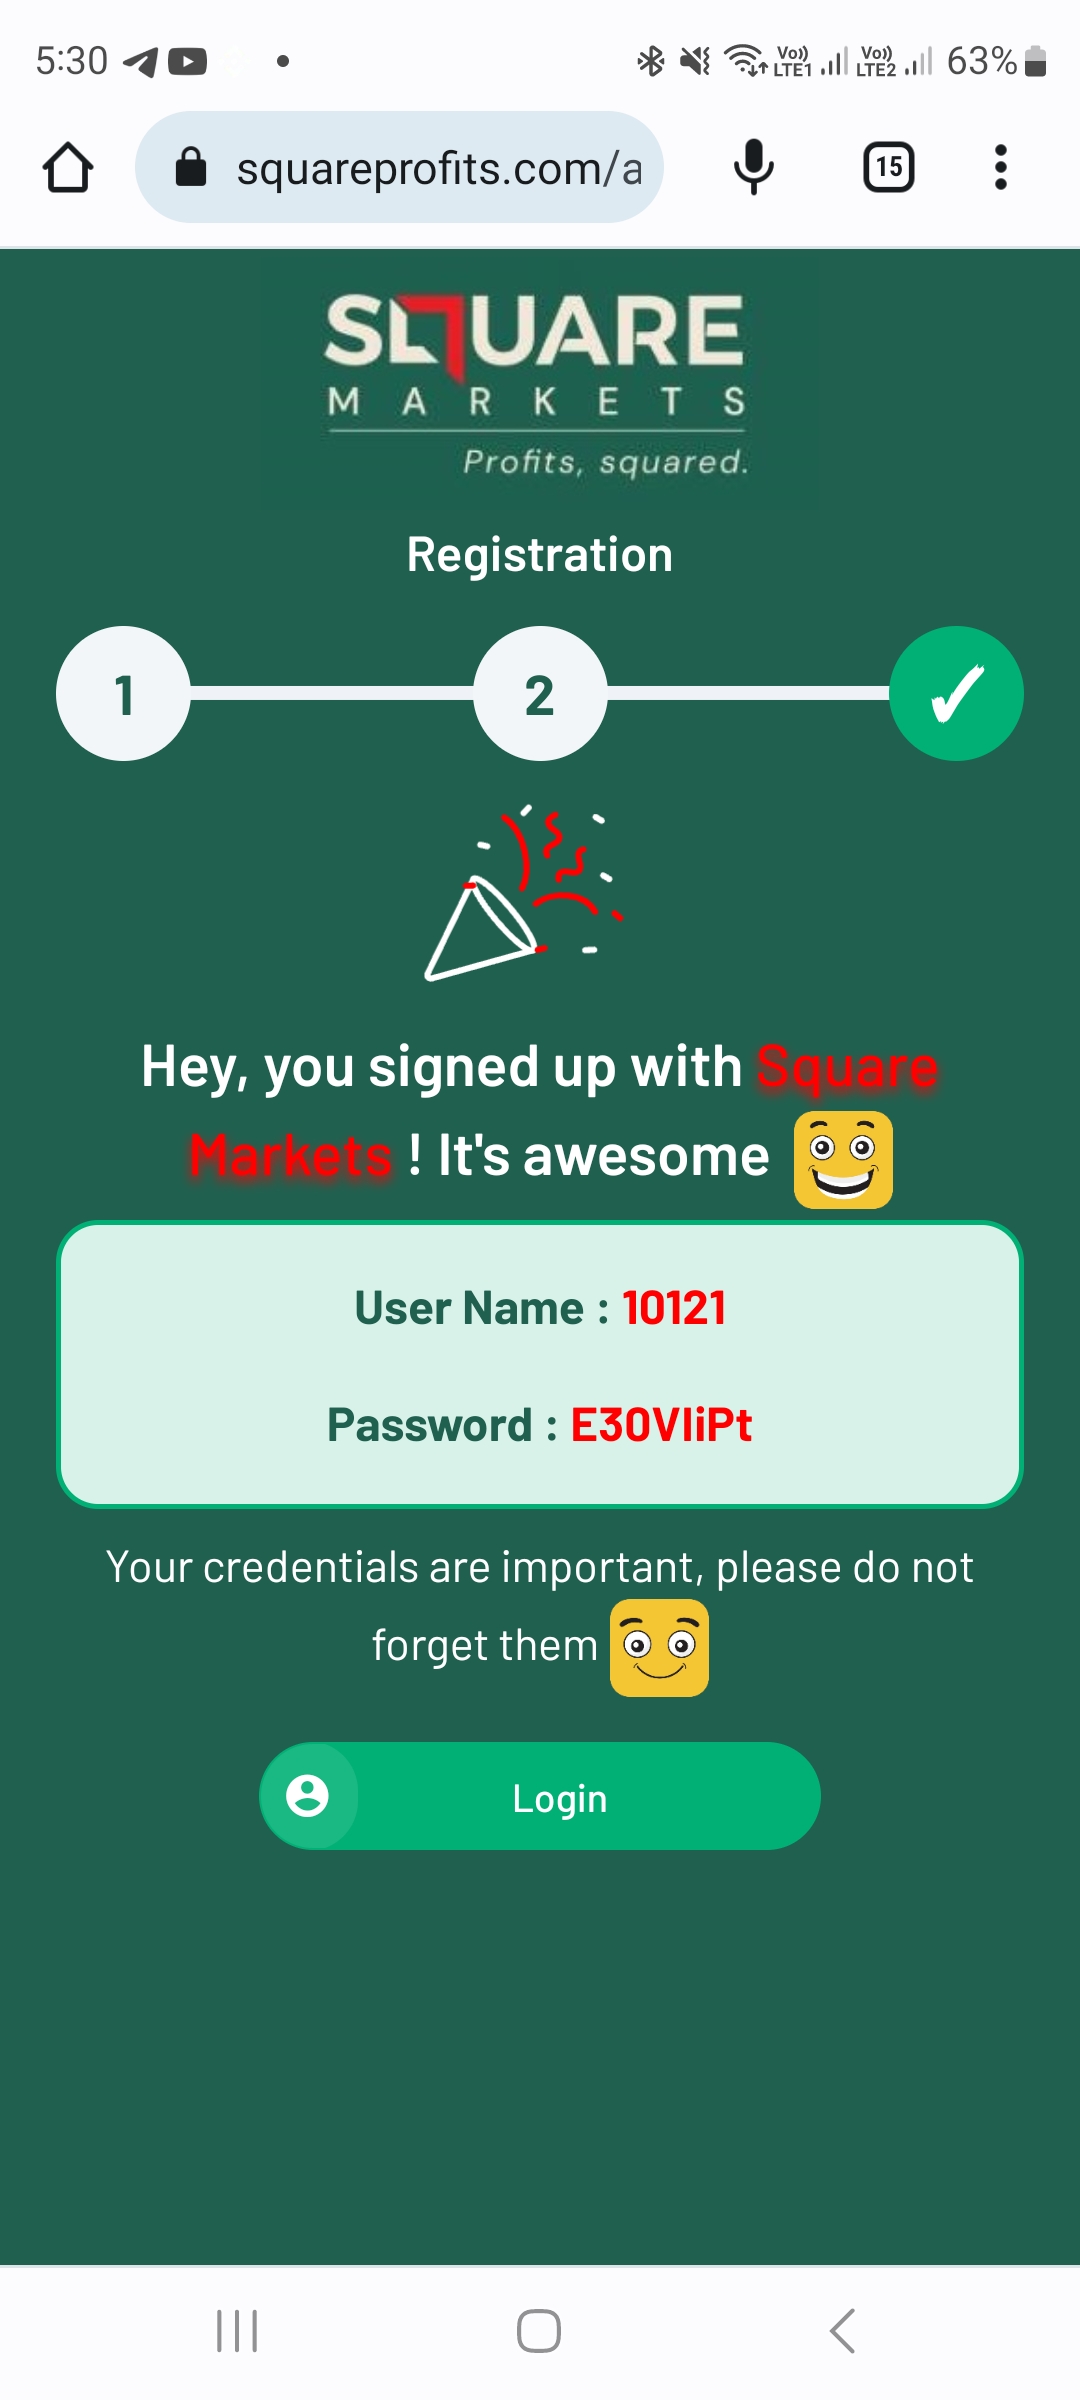 5:30 Vo)) LTE1 Vo)) LTE2 63%
squareprofits.com/a 15
SQUARE
MARKETS
Profits, squared.
Registration
1 2
Hey, you signed up with Square
Markets ! It's awesome
User Name : 10121
Password : E30VIiPt
Your credentials are important, please do not
forget them
Login